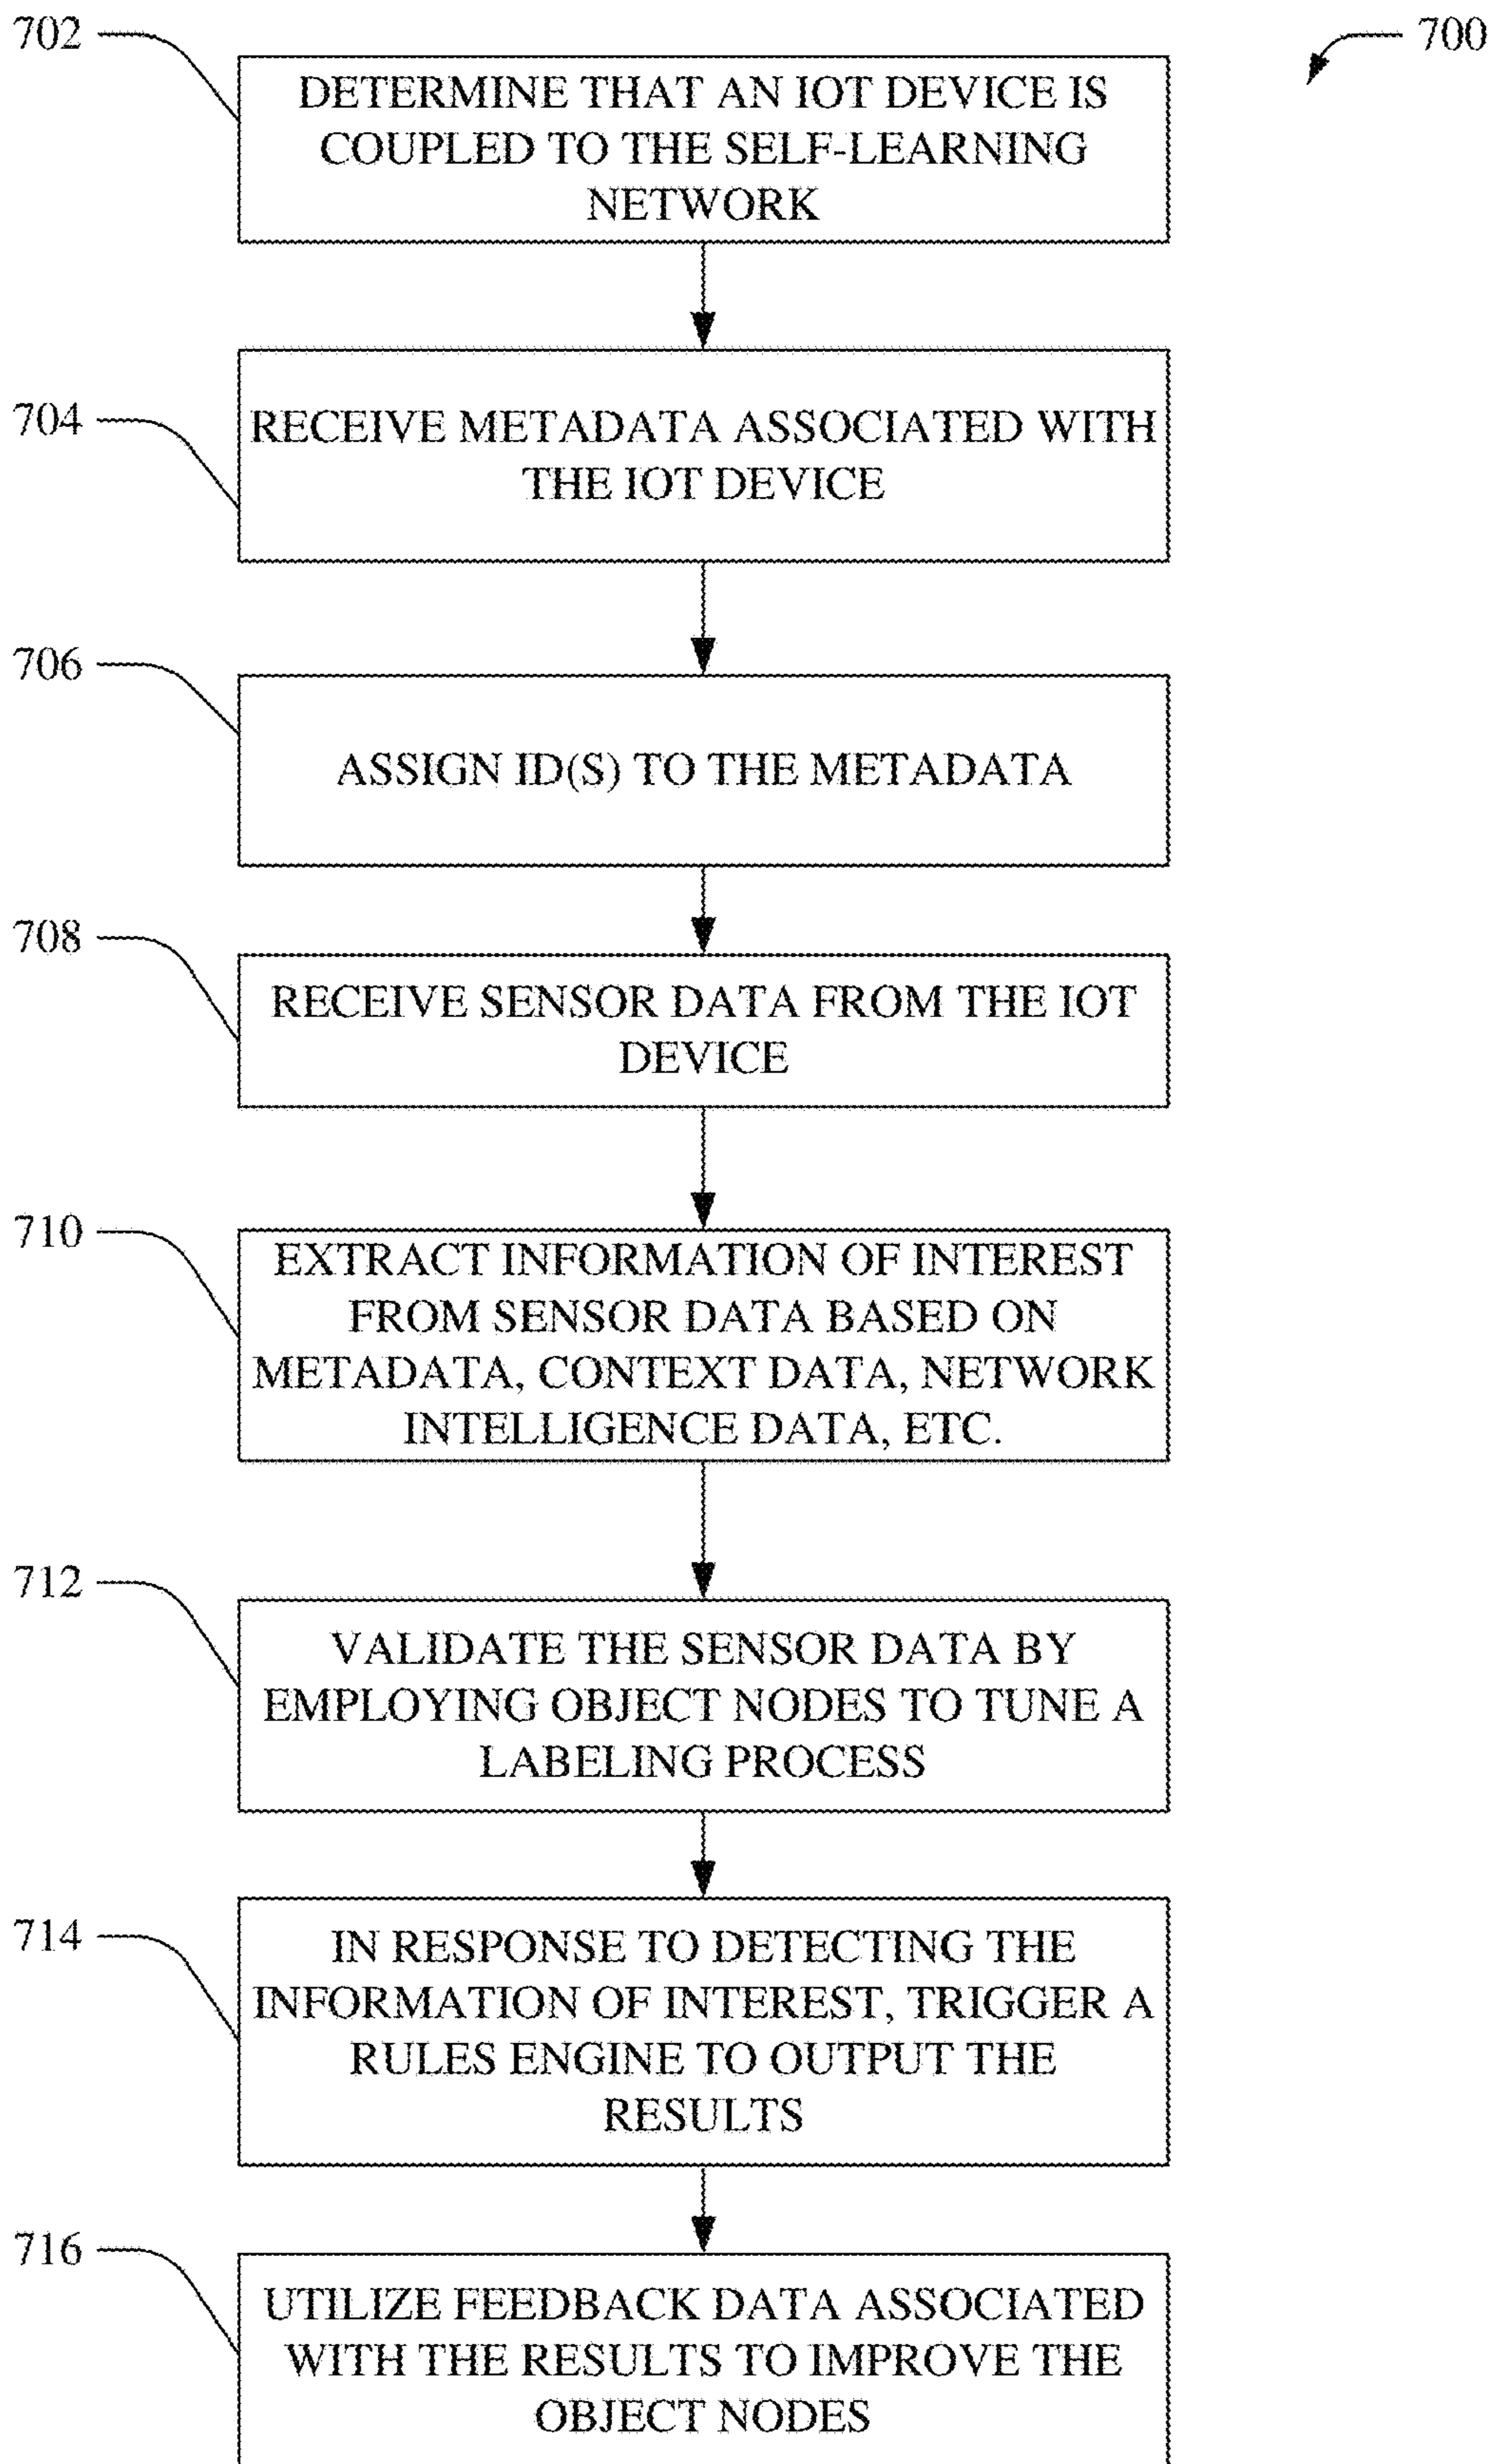 702
700
DETERMINE THAT AN IOT DEVICE IS
COUPLED TO THE SELF-LEARNING
NETWORK
704
RECEIVE METADATA ASSOCIATED WITH
THE IOT DEVICE
706
ASSIGN ID(S) TO THE METADATA
708
RECEIVE SENSOR DATA FROM THE IOT
DEVICE
710
EXTRACT INFORMATION OF INTEREST
FROM SENSOR DATA BASED ON
METADATA, CONTEXT DATA, NETWORK
INTELLIGENCE DATA, ETC.
712
VALIDATE THE SENSOR DATA BY
EMPLOYING OBJECT NODES TO TUNE A
LABELING PROCESS
714
IN RESPONSE TO DETECTING THE
INFORMATION OF INTEREST, TRIGGER A
RULES ENGINE TO OUTPUT THE
RESULTS
716
UTILIZE FEEDBACK DATA ASSOCIATED
WITH THE RESULTS TO IMPROVE THE
OBJECT NODES